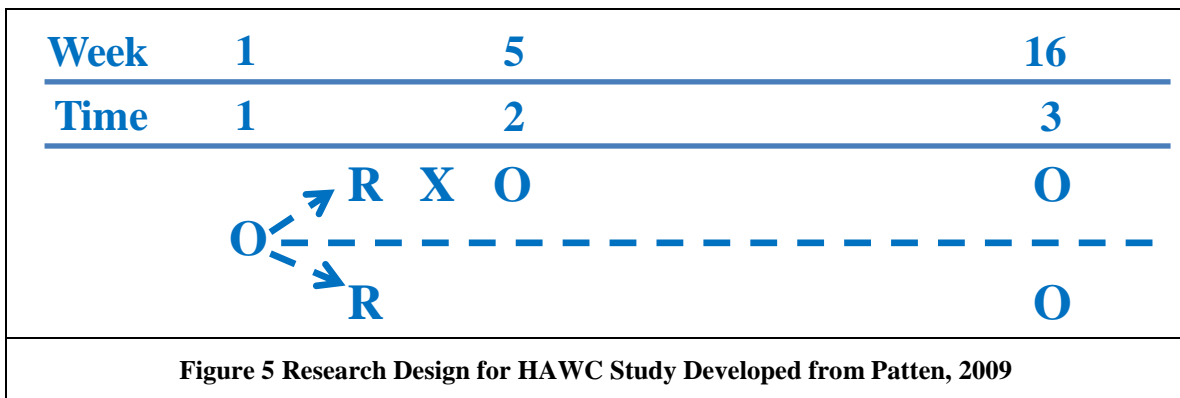 Week 1 5 16
Time 1 2 3
R X O O
O
R O
Figure 5 Research Design for HAWC Study Developed from Patten, 2009